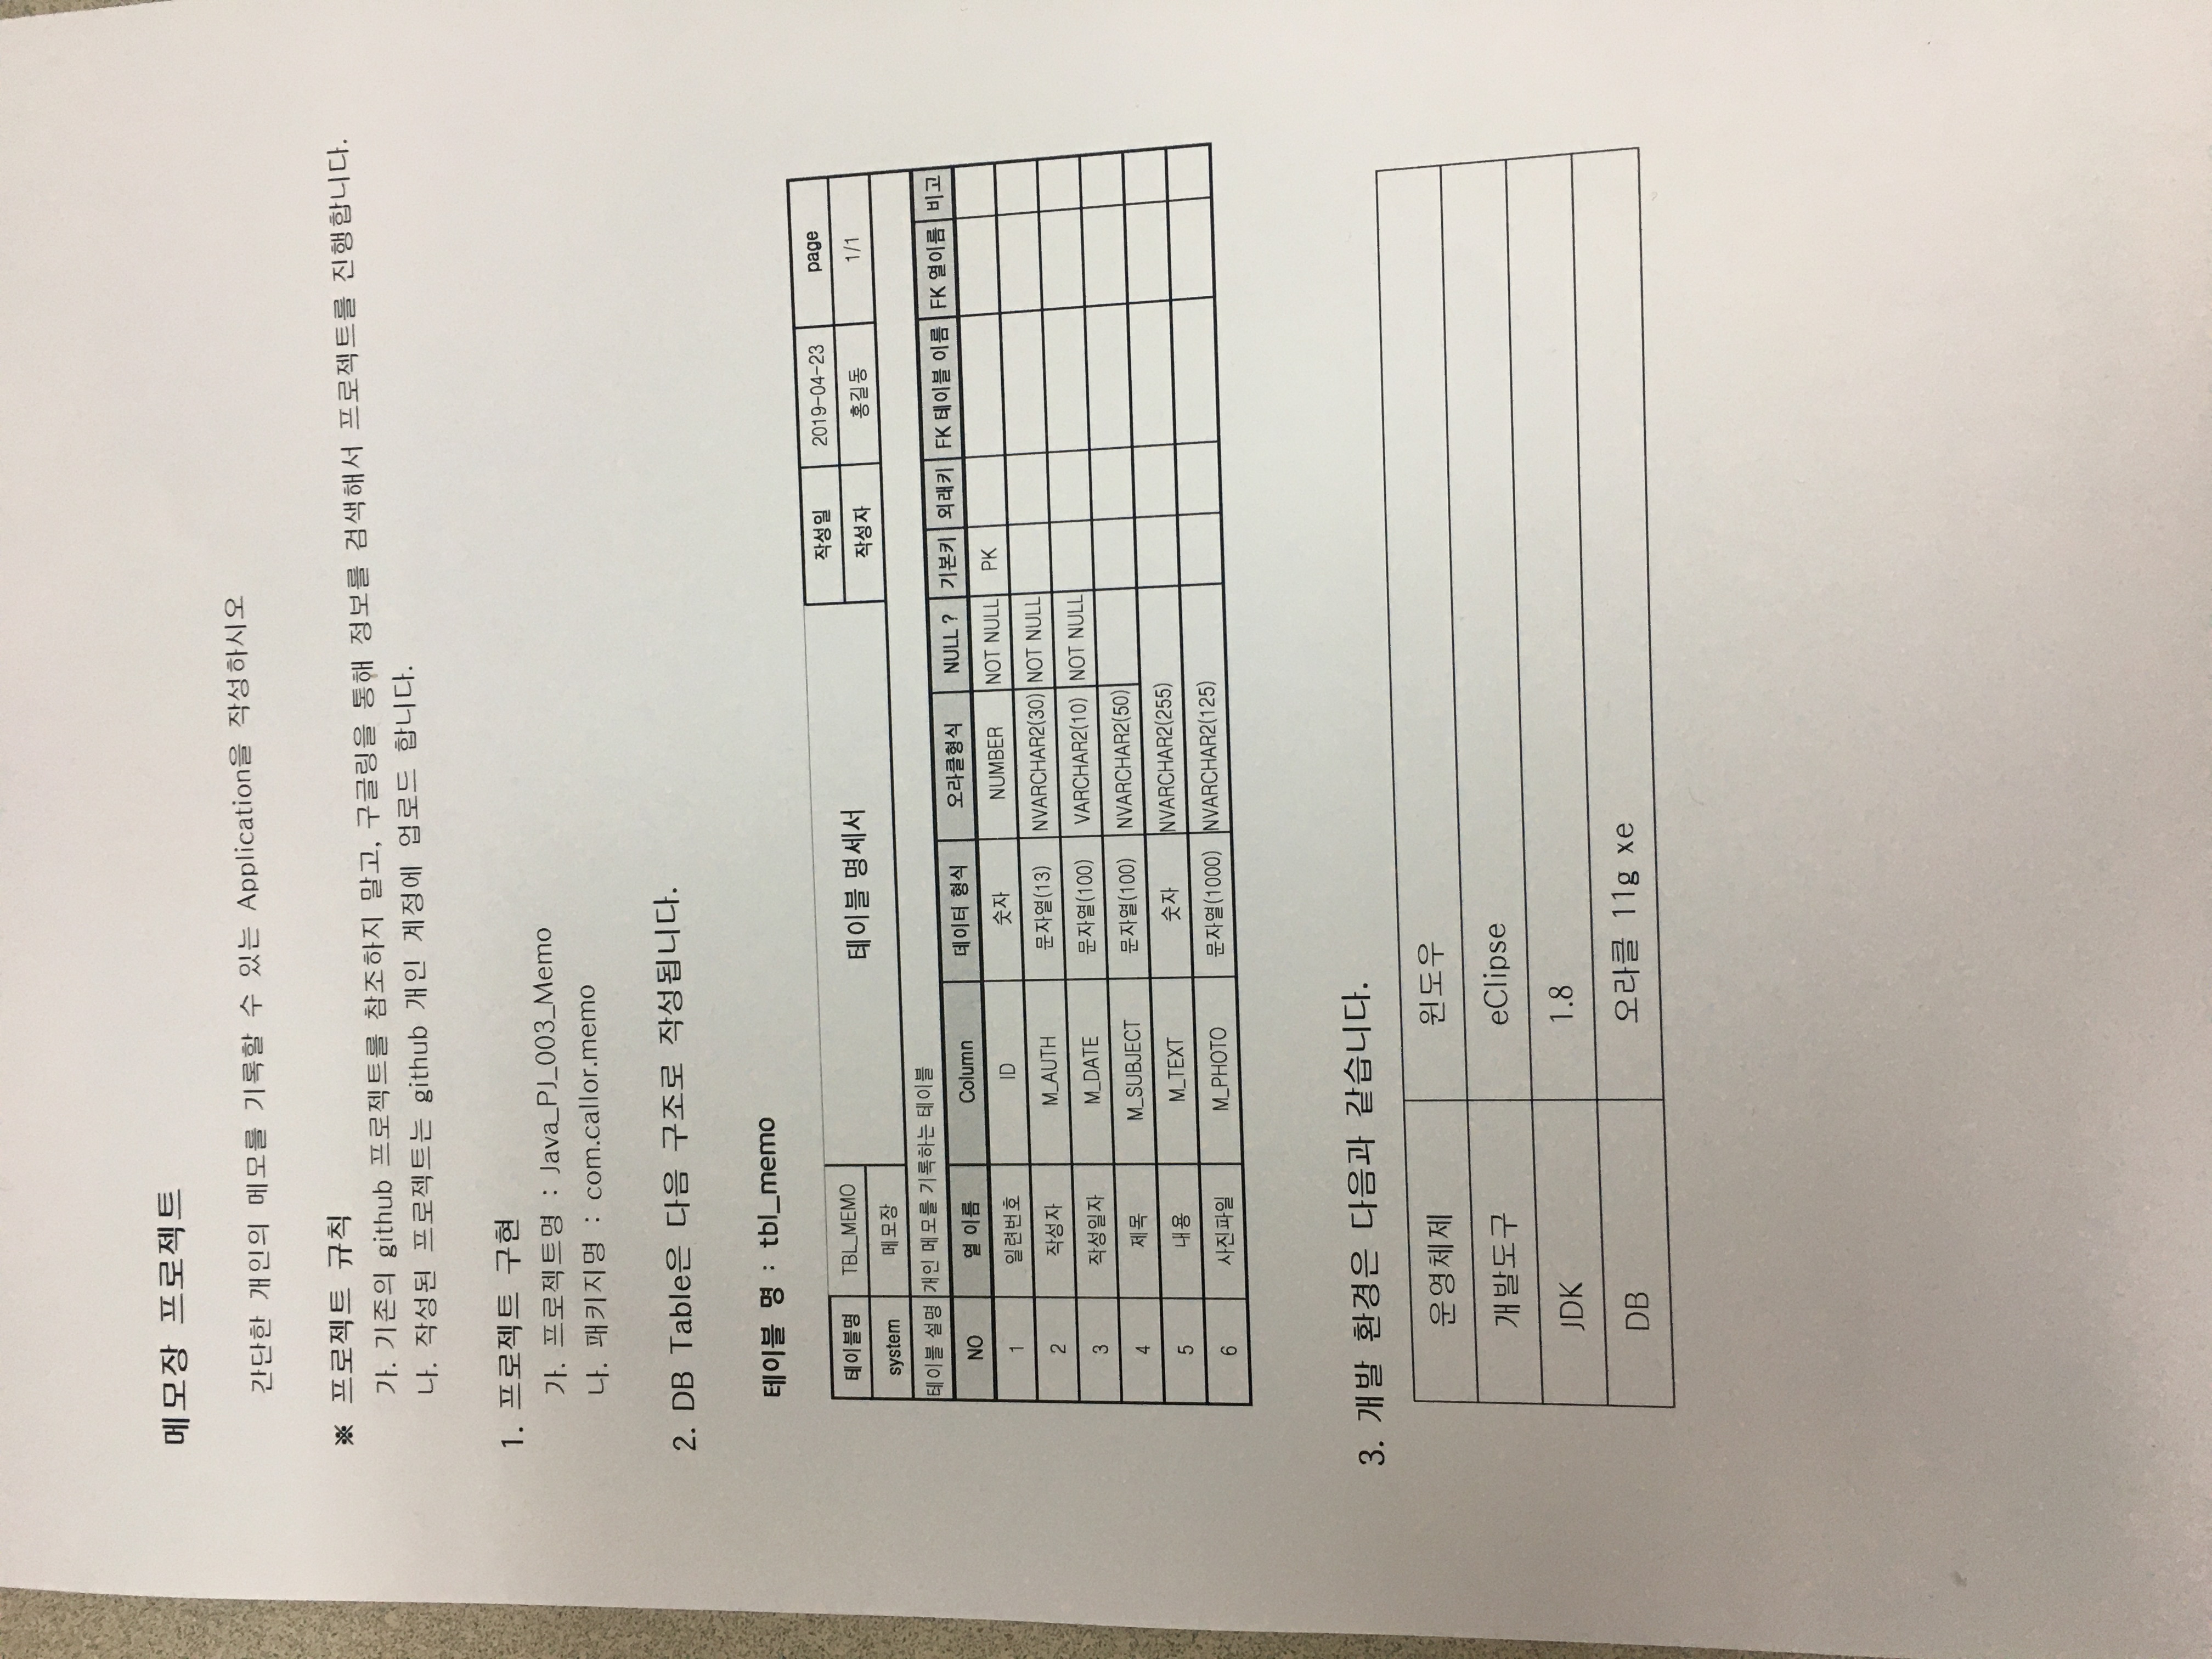 메모장 프로젝트
간단한 개인의 메모를 기록할 수 있는 Application을 작성하시오
※ 프로젝트 규칙
가. 기존의 github 프로젝트를 참조하지 말고, 구글링을 통해 정보를 검색해서 프로젝트를 진행합니다.
나. 작성된 프로젝트는 github 개인 계정에 업로드 합니다.
1. 프로젝트 구현
가. 프로젝트명 : Java_PJ_003_Memo
나. 패키지명 : com.callor.memo
2. DB Table은 다음 구조로 작성됩니다.
테이블 명 : tbl_memo
테이블명 TBL_MEMO 테이블 명세서 작성일 2019-04-23 page
system 메모장 작성자 홍길동 1/1
테이블 설명 개인 메모를 기록하는 테이블
NO 열 이름 Column 데이터 형식 오라클형식 NULL ? 기본키 외래키 FK 테이블 이름 FK 열이름 비고
1 일련번호 ID 숫자 NUMBER NOT NULL PK
2 작성자 M_AUTH 문자열(13) NVARCHAR2(30) NOT NULL
3 작성일자 M_DATE 문자열(100) VARCHAR2(10) NOT NULL
4 제목 M_SUBJECT 문자열(100) NVARCHAR2(50)
5 내용 M_TEXT 숫자 NVARCHAR2(255)
6 사진파일 M_PHOTO 문자열(1000) NVARCHAR2(125)
3. 개발 환경은 다음과 같습니다.
운영체제 윈도우
개발도구 eClipse
JDK 1.8
DB 오라클 11g xe